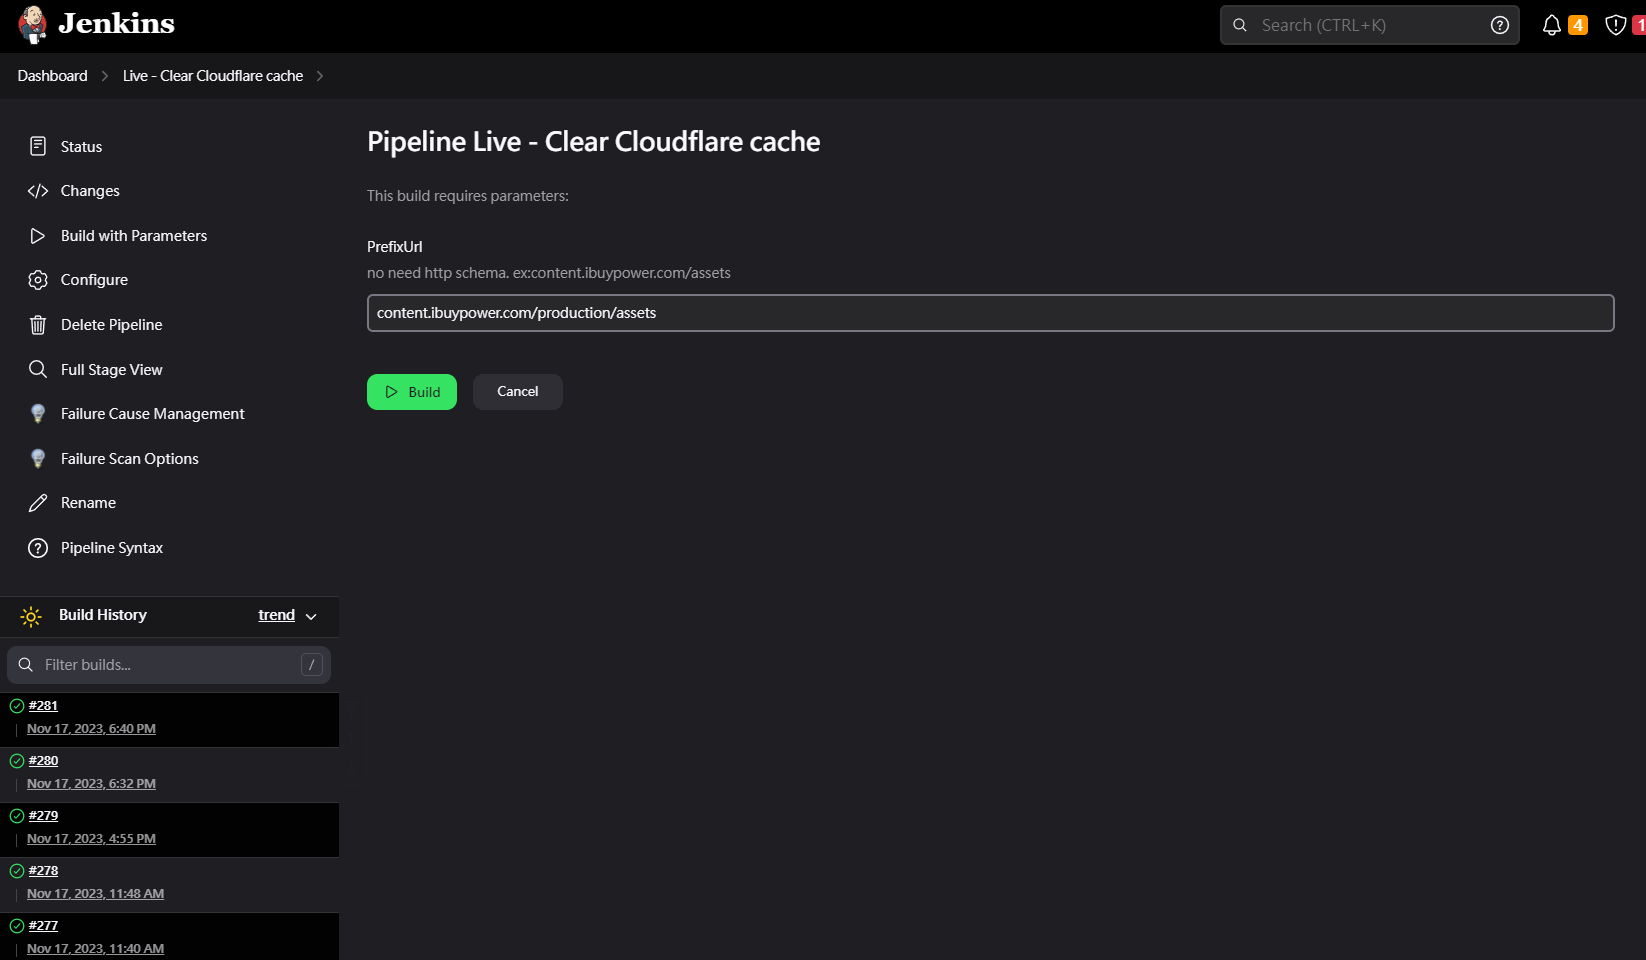 Jenkins
Search (CTRL+K)
4
1
Dashboard
Live - Clear Cloudflare cache
Status
Changes
Build with Parameters
Configure
Delete Pipeline
Full Stage View
Failure Cause Management
Failure Scan Options
Rename
Pipeline Syntax
Pipeline Live - Clear Cloudflare cache
This build requires parameters:
PrefixUrl
no need http schema. ex:content.ibuypower.com/assets
content.ibuypower.com/production/assets
Build
Cancel
Build History
trend
Filter builds...
/
#281
Nov 17, 2023, 6:40 PM
#280
Nov 17, 2023, 6:32 PM
#279
Nov 17, 2023, 4:55 PM
#278
Nov 17, 2023, 11:48 AM
#277
Nov 17, 2023, 11:40 AM